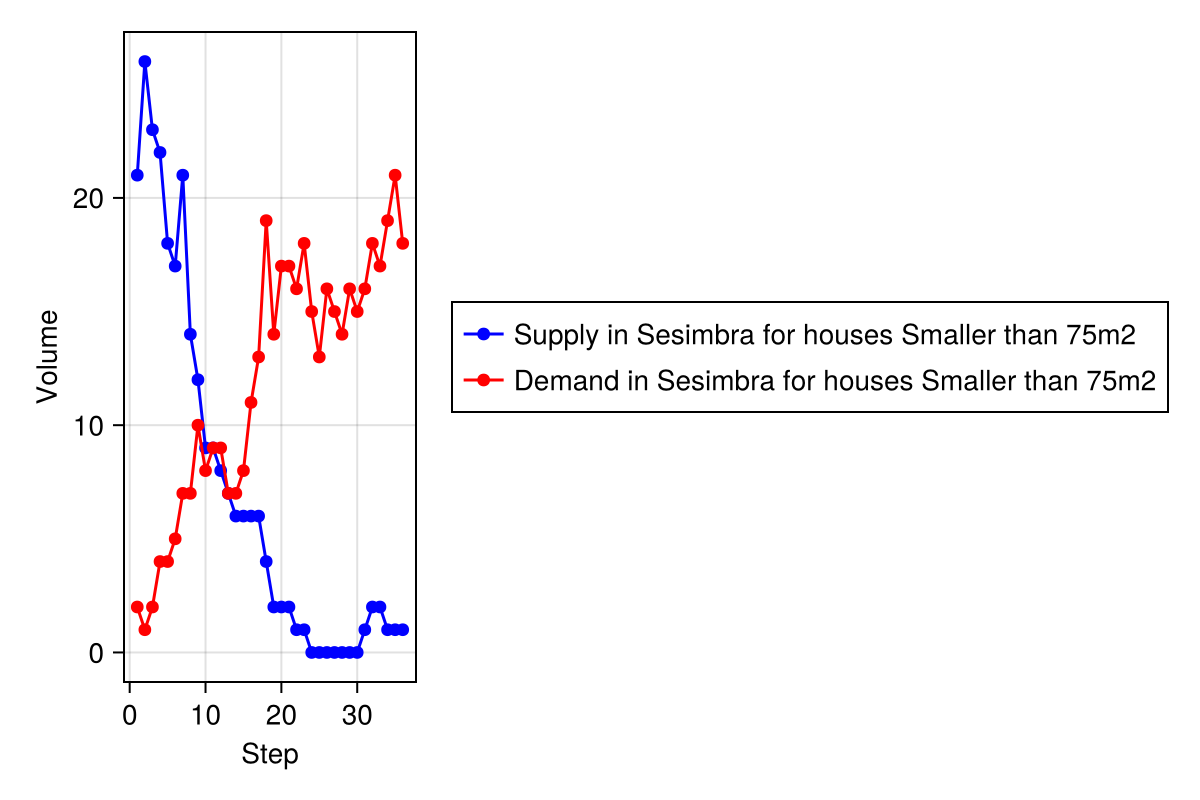 Volume
20
10
0
0 10 20 30
Step
Supply in Sesimbra for houses Smaller than 75m2
Demand in Sesimbra for houses Smaller than 75m2